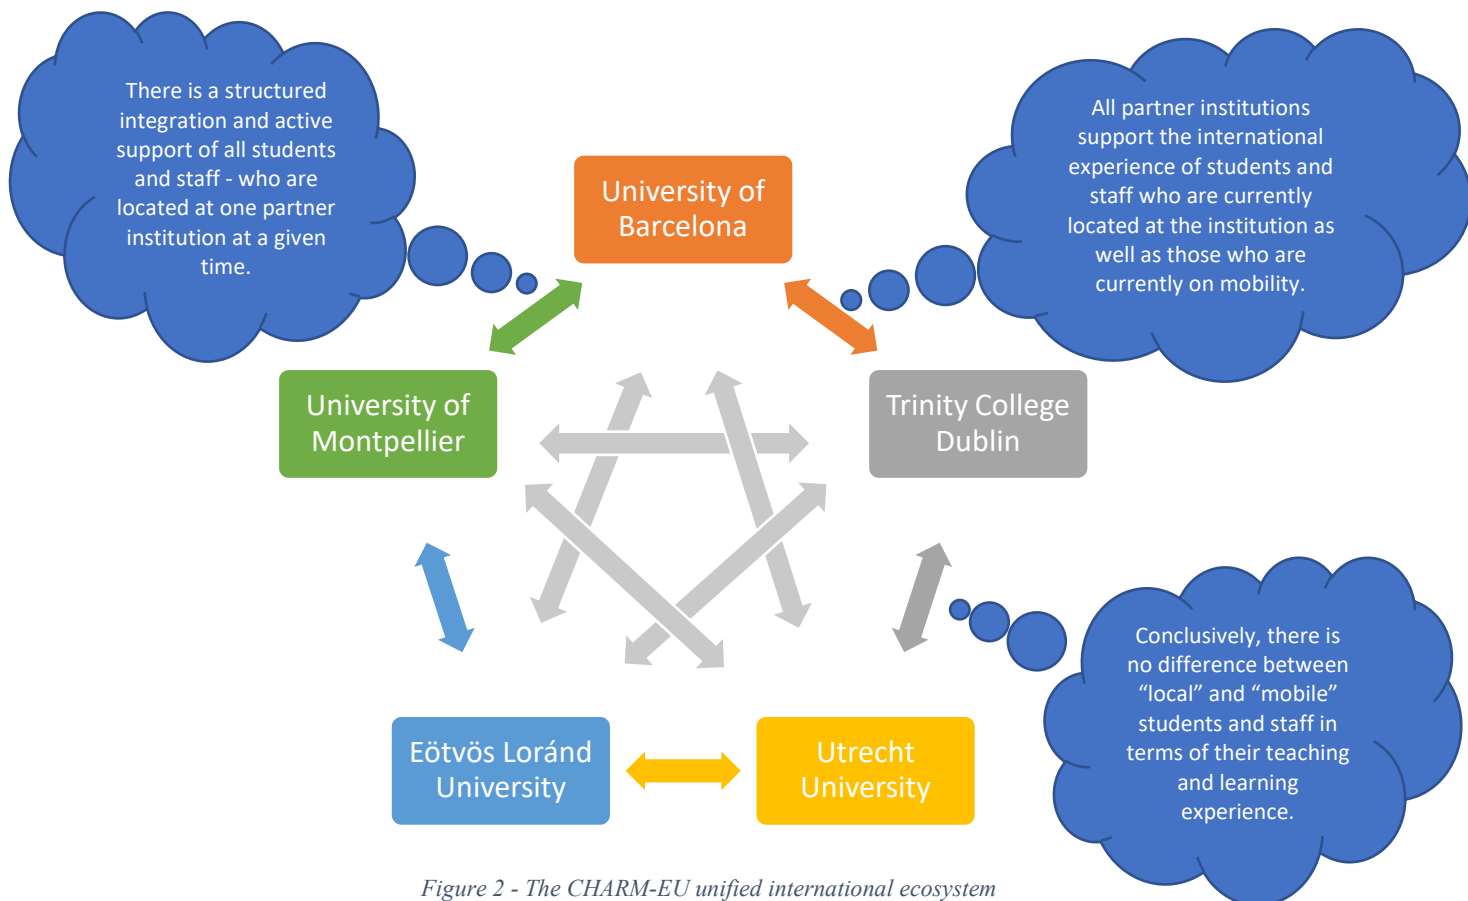 There is a structured
integration and active
support of all students
and staff - who are
located at one partner
institution at a given
time.
All partner institutions
support the international
experience of students and
staff who are currently
located at the institution as
well as those who are
currently on mobility.
University of
Barcelona
University of
Montpellier
Trinity College
Dublin
Eötvös Loránd
University
Utrecht
University
Conclusively, there is
no difference between
“local” and “mobile”
students and staff in
terms of their teaching
and learning
experience.
Figure 2 - The CHARM-EU unified international ecosystem